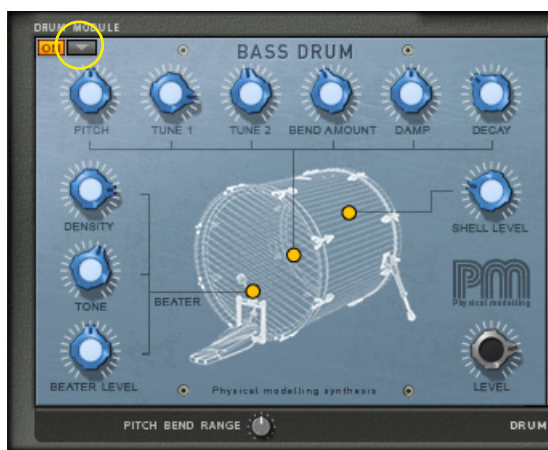 DRUM MODULE
ON
BASS DRUM
PITCH TUNE 1 TUNE 2 BEND AMOUNT DAMP DECAY
DENSITY
SHELL LEVEL
TONE
BEATER
PM
Physical modelling
BEATER LEVEL
LEVEL
Physical modelling synthesis
PITCH BEND RANGE
DRUM